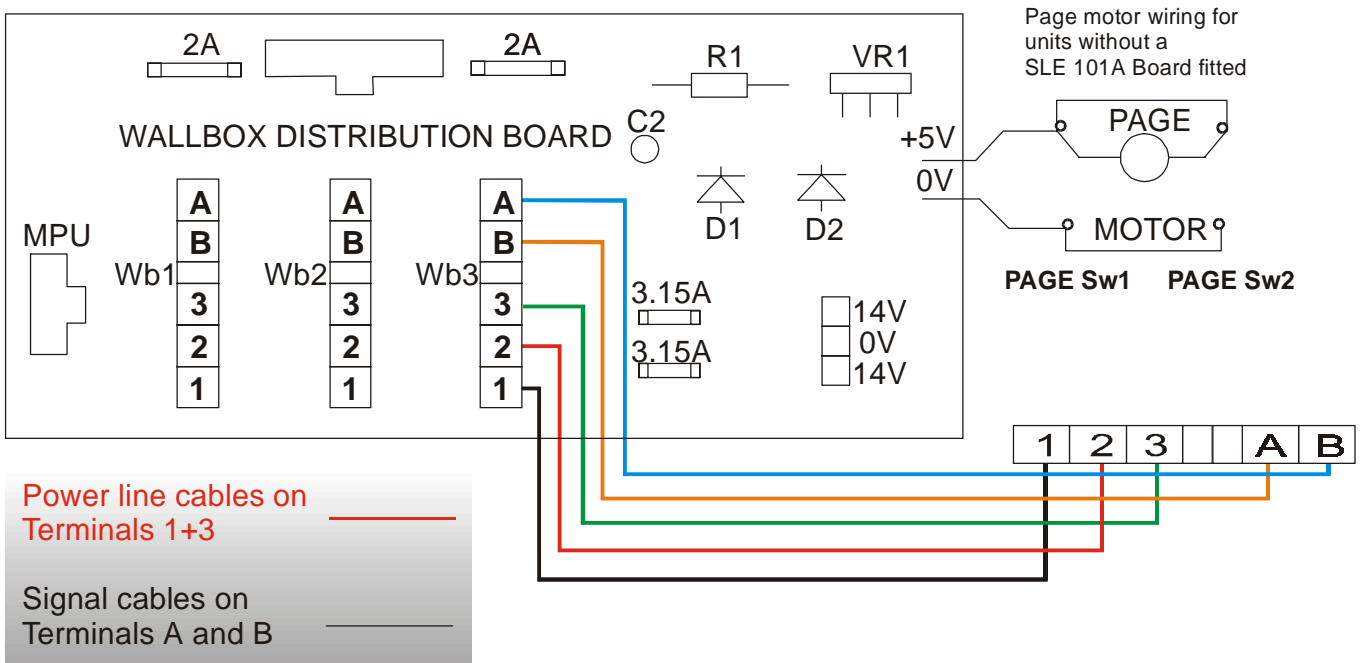 Page motor wiring for
units without a
SLE 101A Board fitted
2A
2A
R1
VR1
WALLBOX DISTRIBUTION BOARD
C2
+5V
0V
PAGE
MOTOR
PAGE Sw1
PAGE Sw2
D1
D2
MPU
Wb1
A
B
3
2
1
Wb2
A
B
3
2
1
Wb3
A
B
3
2
1
3.15A
3.15A
14V
0V
14V
1 2 3 A B
Power line cables on
Terminals 1+3
Signal cables on
Terminals A and B